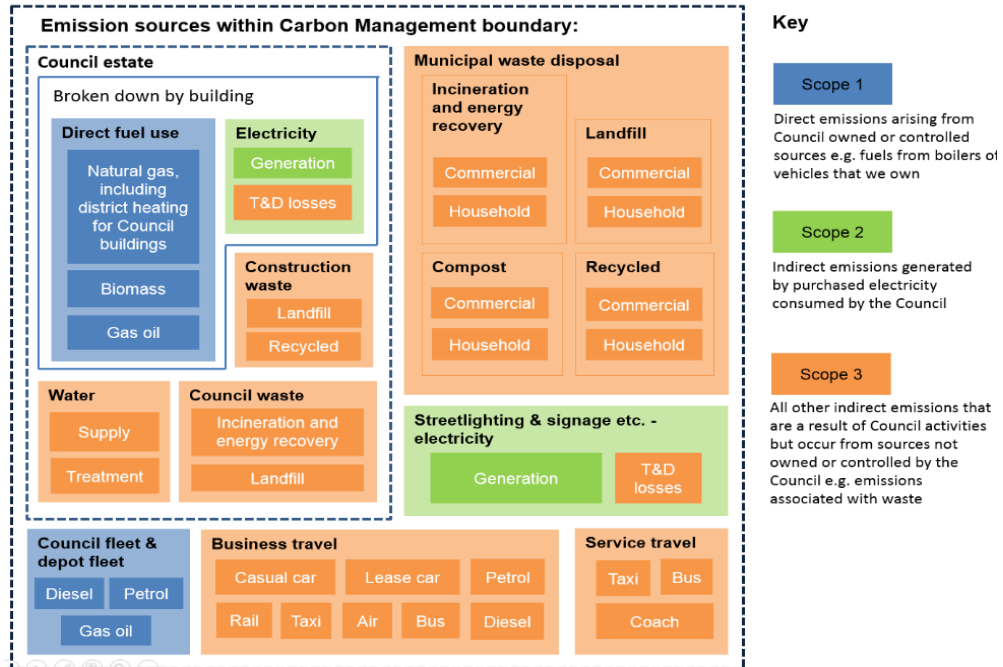 Emission sources within Carbon Management boundary:
Council estate
Broken down by building
Direct fuel use
Natural gas,
including
district heating
for Council
buildings
Biomass
Gas oil
Electricity
Generation
T&D losses
Construction
waste
Landfill
Recycled
Water
Supply
Treatment
Council waste
Incineration and
energy recovery
Landfill
Municipal waste disposal
Incineration
and energy
recovery
Commercial
Household
Landfill
Commercial
Household
Compost
Commercial
Household
Recycled
Commercial
Household
Streetlighting & signage etc. -
electricity
Generation
T&D
losses
Council fleet &
depot fleet
Diesel
Petrol
Gas oil
Business travel
Casual car
Lease car
Petrol
Rail
Taxi
Air
Bus
Diesel
Service travel
Taxi
Bus
Coach
Key
Scope 1
Direct emissions arising from
Council owned or controlled
sources e.g. fuels from boilers of
vehicles that we own
Scope 2
Indirect emissions generated
by purchased electricity
consumed by the Council
Scope 3
All other indirect emissions that
are a result of Council activities
but occur from sources not
owned or controlled by the
Council e.g. emissions
associated with waste